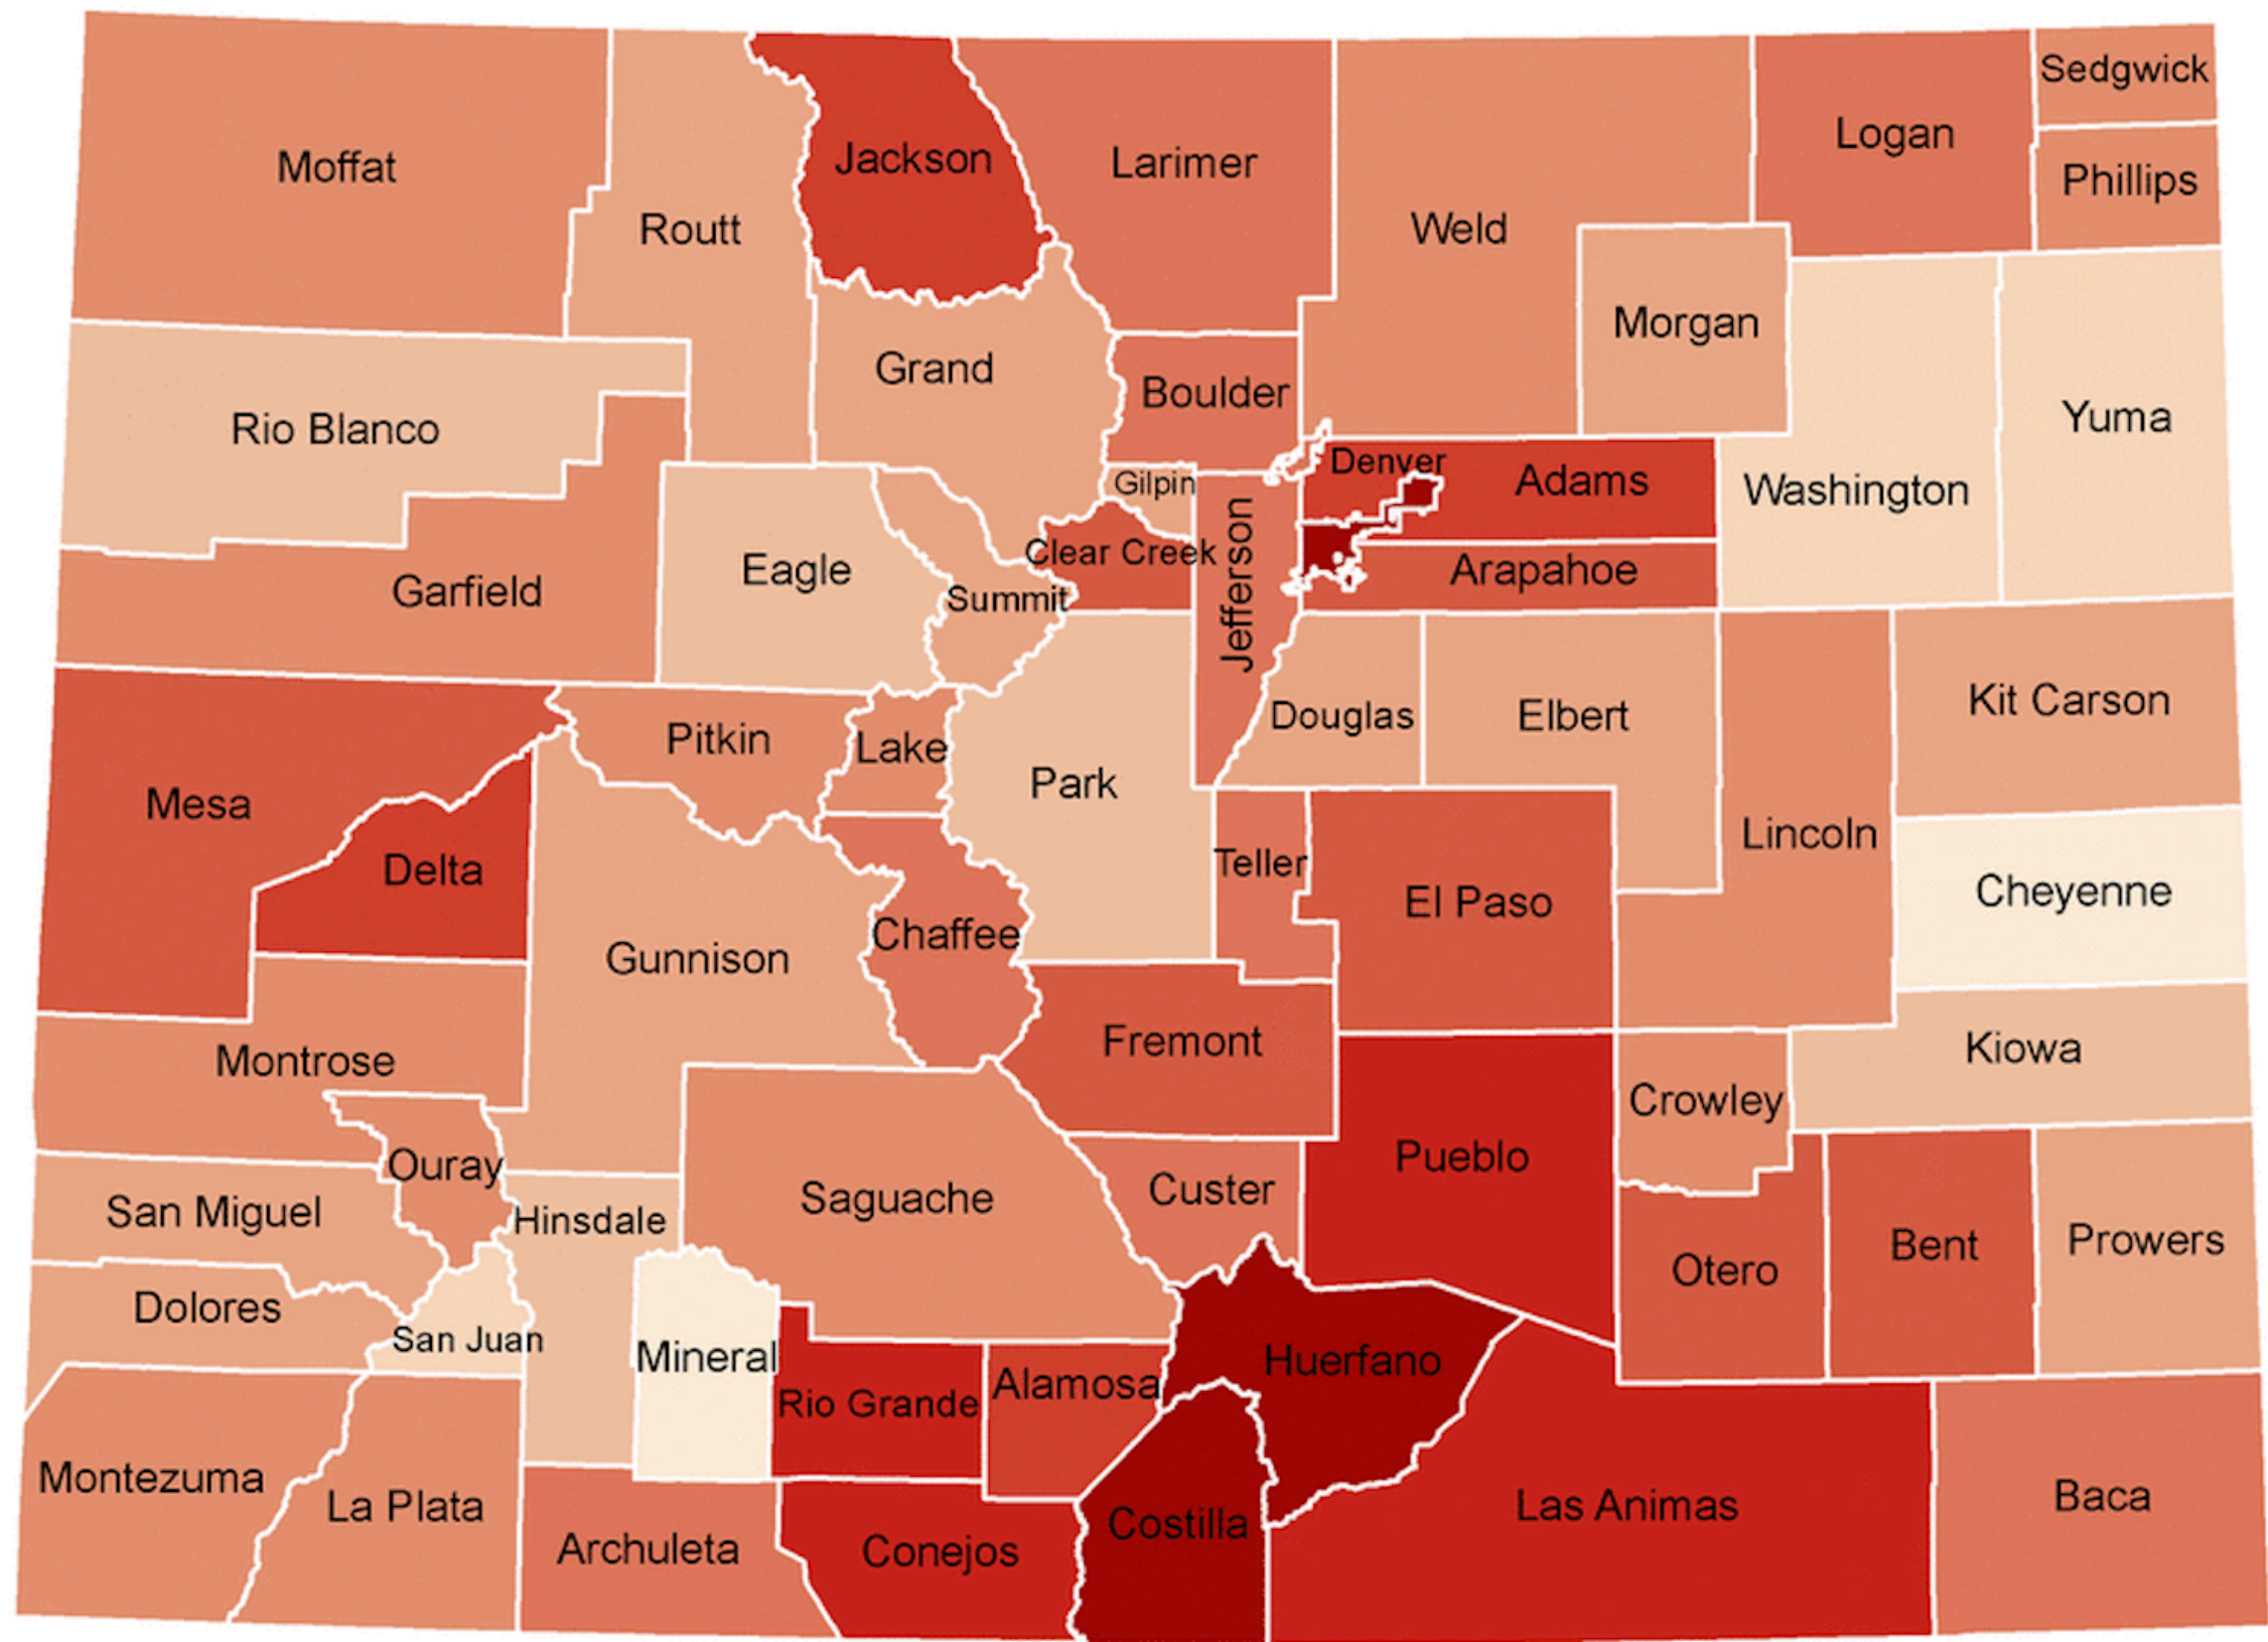 Sedgwick
Logan
Jackson
Larimer
Moffat
Phillips
Routt
Weld
Morgan
Grand
Boulder
Yuma
Rio Blanco
Denver
Adams
Gilpin
Washington
Clear Creek
Eagle
Arapahoe
Jefferson
Garfield
Summit
Kit Carson
Douglas
Elbert
Pitkin
Lake
Park
Mesa
Lincoln
Teller
Delta
Cheyenne
El Paso
Chaffee
Gunnison
Fremont
Kiowa
Montrose
Crowley
Pueblo
Ouray
Custer
Saguache
San Miguel
Hinsdale
Prowers
Bent
Otero
Dolores
San Juan
Mineral
Huerfano
Alamosa
Rio Grande
Montezuma
Baca
La Plata
Las Animas
Costilla
Archuleta
Conejos